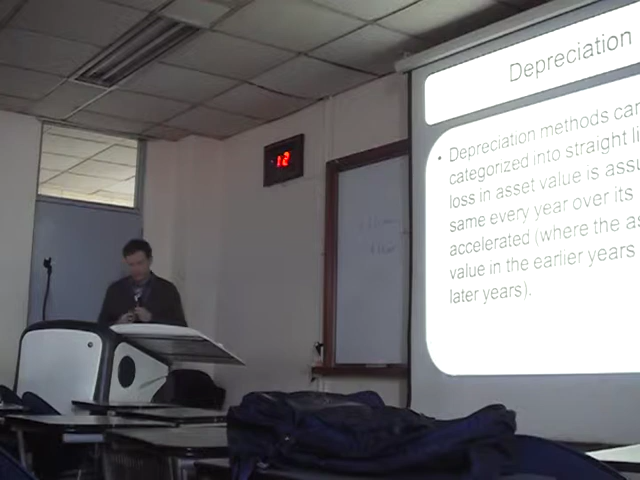 12
Depreciation
• Depreciation methods can
categorized into straight li
loss in asset value is assu
same every year over its
accelerated (where the as
value in the earlier years
later years).